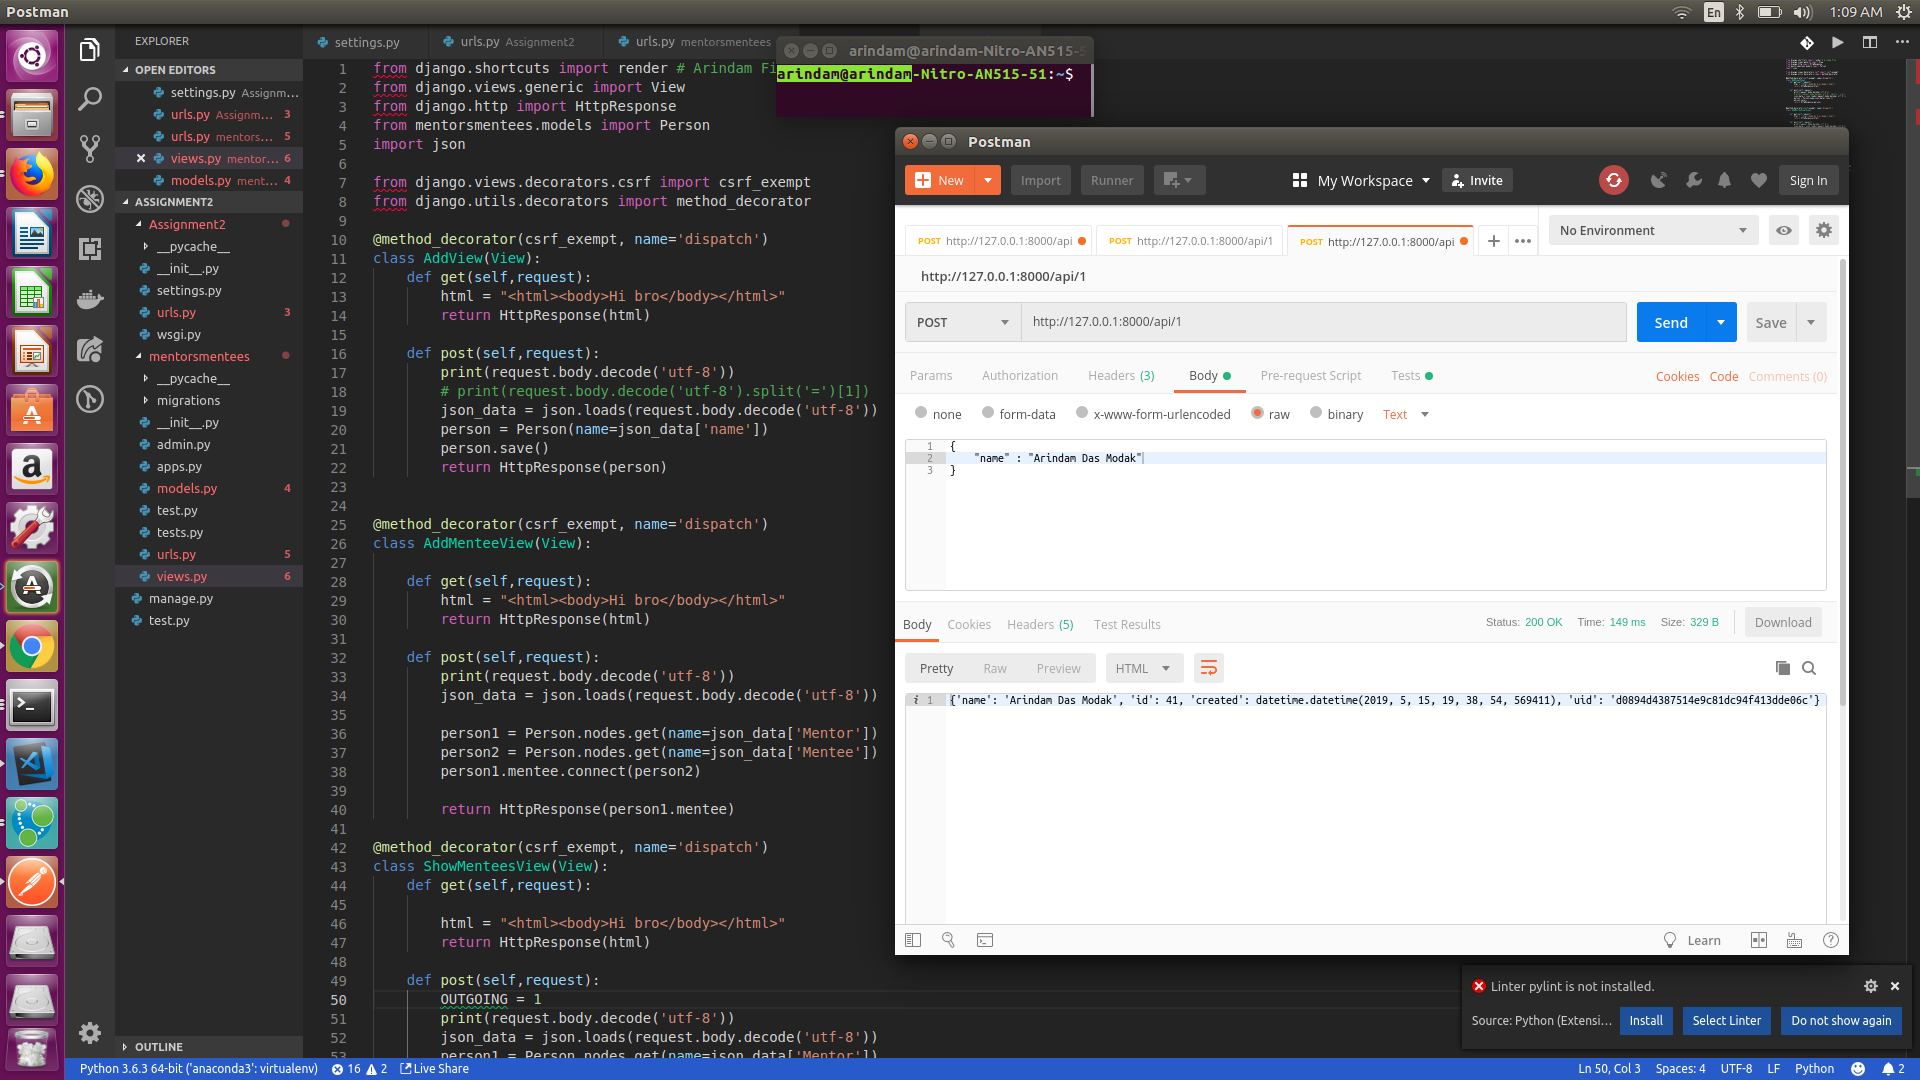 Postman
En
1:09 AM
EXPLORER
OPEN EDITORS
settings.py Assignm...
urls.py Assignm... 3
urls.py mentors... 5
views.py mentor... 6
models.py ment... 4
ASSIGNMENT2
Assignment2
__pycache__
__init__.py
settings.py
urls.py 3
wsgi.py
mentorsmentees
__pycache__
migrations
__init__.py
admin.py
apps.py
models.py 4
test.py
tests.py
urls.py 5
views.py 6
manage.py
test.py
OUTLINE
settings.py
urls.py Assignment2
urls.py mentorsmentees
1 from django.shortcuts import render # Arindam Fi
2 from django.views.generic import View
3 from django.http import HttpResponse
4 from mentorsmentees.models import Person
5 import json
6
7 from django.views.decorators.csrf import csrf_exempt
8 from django.utils.decorators import method_decorator
9
10 @method_decorator(csrf_exempt, name='dispatch')
11 class AddView(View):
12 def get(self,request):
13 html = "<html><body>Hi bro</body></html>"
14 return HttpResponse(html)
15
16 def post(self,request):
17 print(request.body.decode('utf-8'))
18 # print(request.body.decode('utf-8').split('=')[1])
19 json_data = json.loads(request.body.decode('utf-8'))
20 person = Person(name=json_data['name'])
21 person.save()
22 return HttpResponse(person)
23
24
25 @method_decorator(csrf_exempt, name='dispatch')
26 class AddMenteeView(View):
27
28 def get(self,request):
29 html = "<html><body>Hi bro</body></html>"
30 return HttpResponse(html)
31
32 def post(self,request):
33 print(request.body.decode('utf-8'))
34 json_data = json.loads(request.body.decode('utf-8'))
35
36 person1 = Person.nodes.get(name=json_data['Mentor'])
37 person2 = Person.nodes.get(name=json_data['Mentee'])
38 person1.mentee.connect(person2)
39
40 return HttpResponse(person1.mentee)
41
42 @method_decorator(csrf_exempt, name='dispatch')
43 class ShowMenteesView(View):
44 def get(self,request):
45
46 html = "<html><body>Hi bro</body></html>"
47 return HttpResponse(html)
48
49 def post(self,request):
50 OUTGOING = 1
51 print(request.body.decode('utf-8'))
52 json_data = json.loads(request.body.decode('utf-8'))
53 person1 = Person.nodes.get(name=json_data['Mentor'])
arindam@arindam-Nitro-AN515-5
arindam@arindam-Nitro-AN515-51:~$
Postman
New Import Runner My Workspace Invite Sign In
POST http://127.0.0.1:8000/api
POST http://127.0.0.1:8000/api/1
POST http://127.0.0.1:8000/api
No Environment
http://127.0.0.1:8000/api/1
POST http://127.0.0.1:8000/api/1 Send Save
Params Authorization Headers (3) Body Pre-request Script Tests Cookies Code Comments (0)
none form-data x-www-form-urlencoded raw binary Text
1 {
2 "name" : "Arindam Das Modak"
3 }
Body Cookies Headers (5) Test Results Status: 200 OK Time: 149 ms Size: 329 B Download
Pretty Raw Preview HTML
i 1 {'name': 'Arindam Das Modak', 'id': 41, 'created': datetime.datetime(2019, 5, 15, 19, 38, 54, 569411), 'uid': 'd0894d4387514e9c81dc94f413dde06c'}
Learn
Linter pylint is not installed.
Source: Python (Extensi... Install Select Linter Do not show again
Python 3.6.3 64-bit ('anaconda3': virtualenv) 16 2 Live Share Ln 50, Col 3 Spaces: 4 UTF-8 LF Python 2